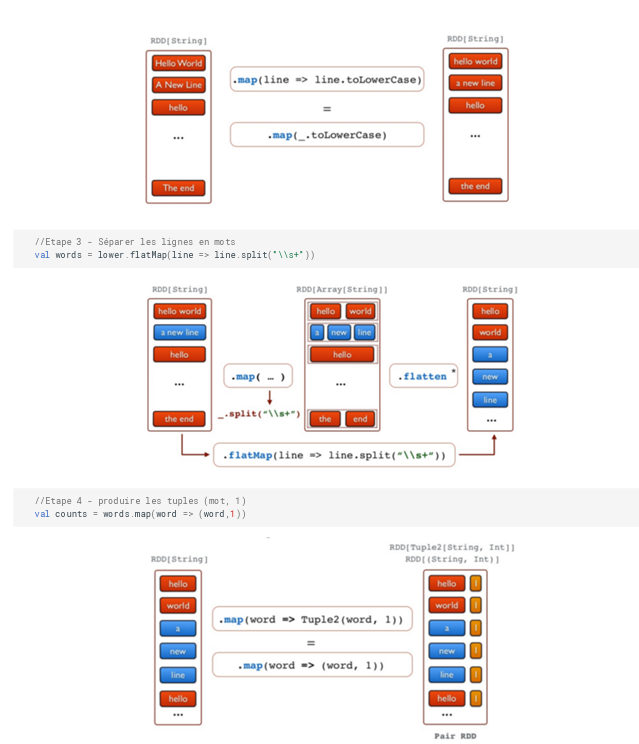 RDD[String]
RDD[String]
Hello World
A New Line
hello
...
The end
.map(line => line.toLowerCase)
=
.map(_.toLowerCase)
hello world
a new line
hello
...
the end
//Etape 3 - Séparer les lignes en mots
val words = lower.flatMap(line => line.split("\\s+"))
RDD[String]
RDD[Array[String]]
RDD[String]
hello world
a new line
hello
...
the end
.map( … )
_.split("\\s+")
hello world
a new line
hello
...
the end
.flatten *
hello
world
a
new
line
...
.flatMap(line => line.split("\\s+"))
//Etape 4 - produire les tuples (mot, 1)
val counts = words.map(word => (word,1))
RDD[String]
RDD[Tuple2[String, Int]]
RDD[(String, Int)]
hello
world
a
new
line
hello
...
.map(word => Tuple2(word, 1))
=
.map(word => (word, 1))
hello 1
world 1
a 1
new 1
line 1
hello 1
...
Pair RDD